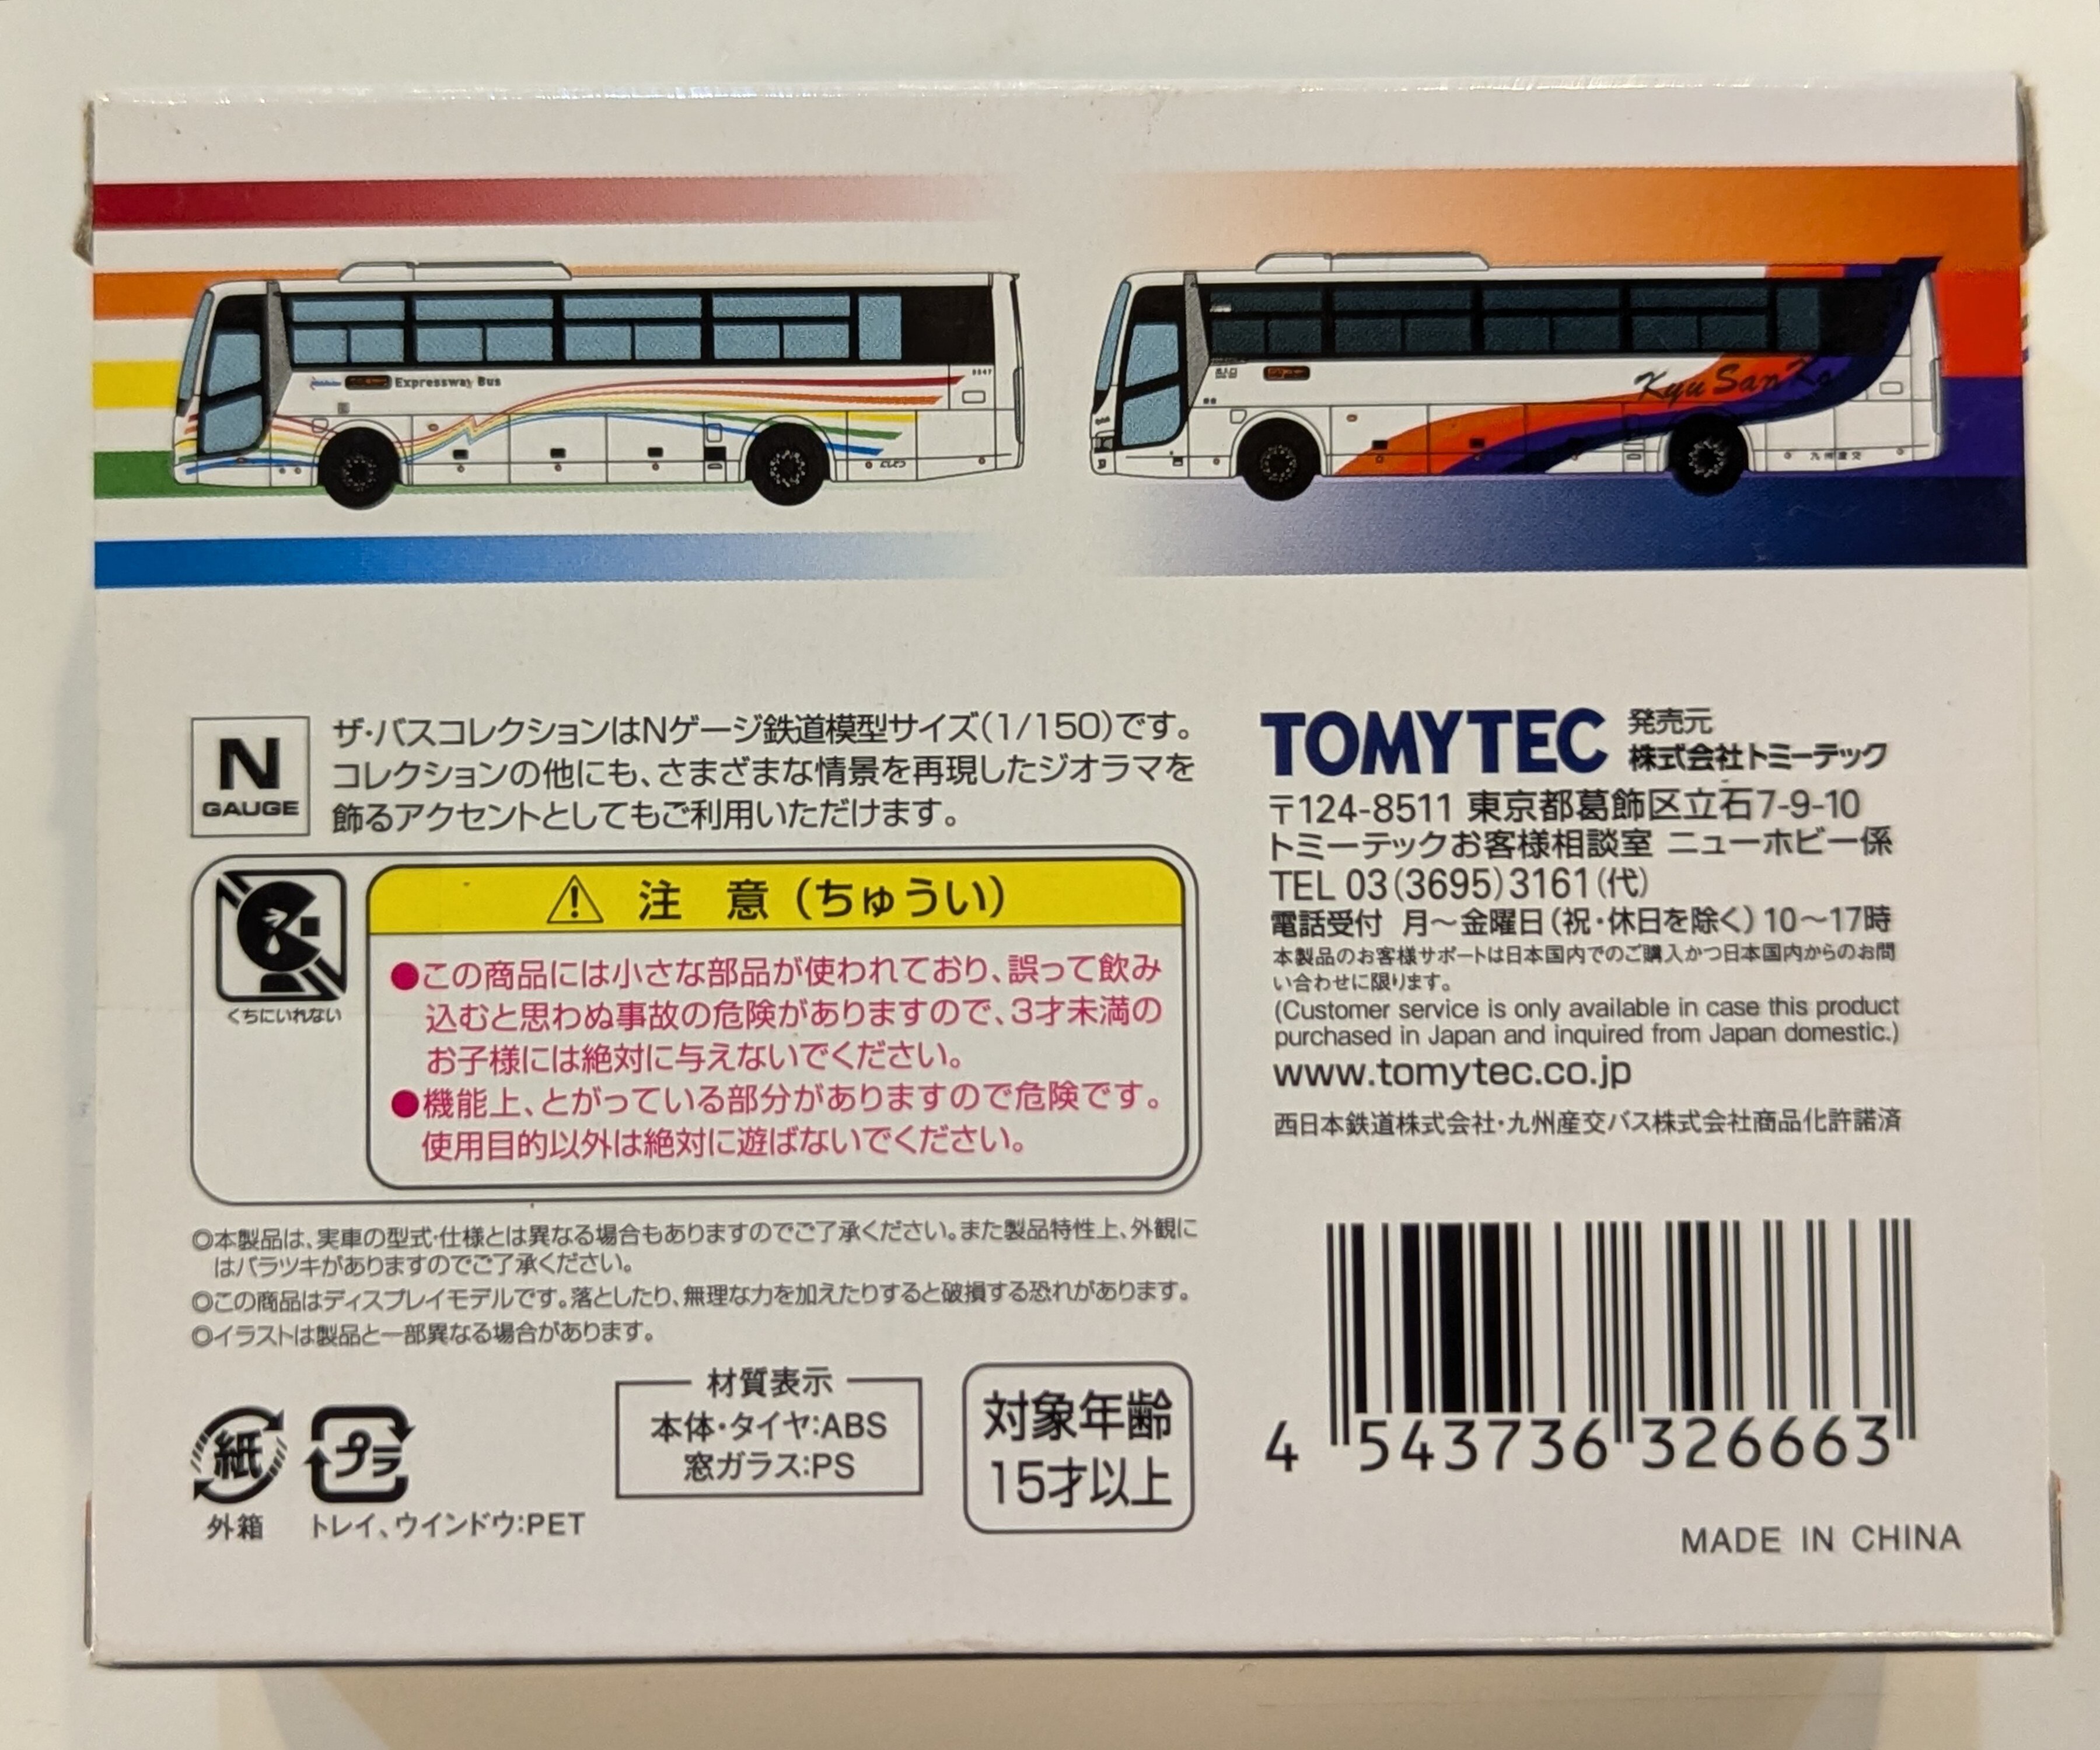 Expressway Bus
Kyu San Ko
九州産交
N
GAUGE
ザ・バスコレクションはNゲージ鉄道模型サイズ(1/150)です。
コレクションの他にも、さまざまな情景を再現したジオラマを
飾るアクセントとしてもご利用いただけます。
くちにいれない
注 意 (ちゅうい)
●この商品には小さな部品が使われており、誤って飲み
込むと思わぬ事故の危険がありますので、3才未満の
お子様には絶対に与えないでください。
●機能上、とがっている部分がありますので危険です。
使用目的以外は絶対に遊ばないでください。
◎本製品は、実車の型式・仕様とは異なる場合もありますのでご了承ください。また製品特性上、外観に
はバラツキがありますのでご了承ください。
◎この商品はディスプレイモデルです。落としたり、無理な力を加えたりすると破損する恐れがあります。
◎イラストは製品と一部異なる場合があります。
紙
外箱
プラ
トレイ、ウインドウ:PET
材質表示
本体・タイヤ:ABS
窓ガラス:PS
対象年齢
15才以上
TOMYTEC
発売元
株式会社トミーテック
〒124-8511 東京都葛飾区立石7-9-10
トミーテックお客様相談室 ニューホビー係
TEL 03(3695)3161(代)
電話受付 月〜金曜日(祝・休日を除く)10〜17時
本製品のお客様サポートは日本国内でのご購入かつ日本国内からのお問
い合わせに限ります。
(Customer service is only available in case this product
purchased in Japan and inquired from Japan domestic.)
www.tomytec.co.jp
西日本鉄道株式会社・九州産交バス株式会社商品化許諾済
4 543736 326663
MADE IN CHINA